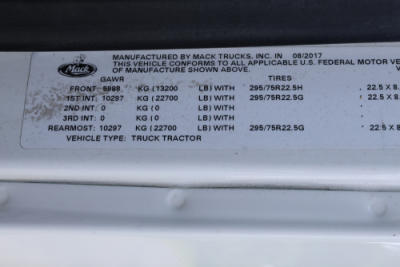 MANUFACTURED BY MACK TRUCKS, INC. IN 08/2017
THIS VEHICLE CONFORMS TO ALL APPLICABLE U.S. FEDERAL MOTOR VE
OF MANUFACTURE SHOWN ABOVE. V
Mack
GAWR TIRES
FRONT: 5988 KG (13200 LB) WITH 295/75R22.5H 22.5 X 8.
1ST INT: 10297 KG (22700 LB) WITH 295/75R22.5G 22.5 X 8.
2ND INT: 0 KG (0 LB) WITH
3RD INT: 0 KG (0 LB) WITH
REARMOST: 10297 KG (22700 LB) WITH 295/75R22.5G 22.5 X 8
VEHICLE TYPE: TRUCK TRACTOR